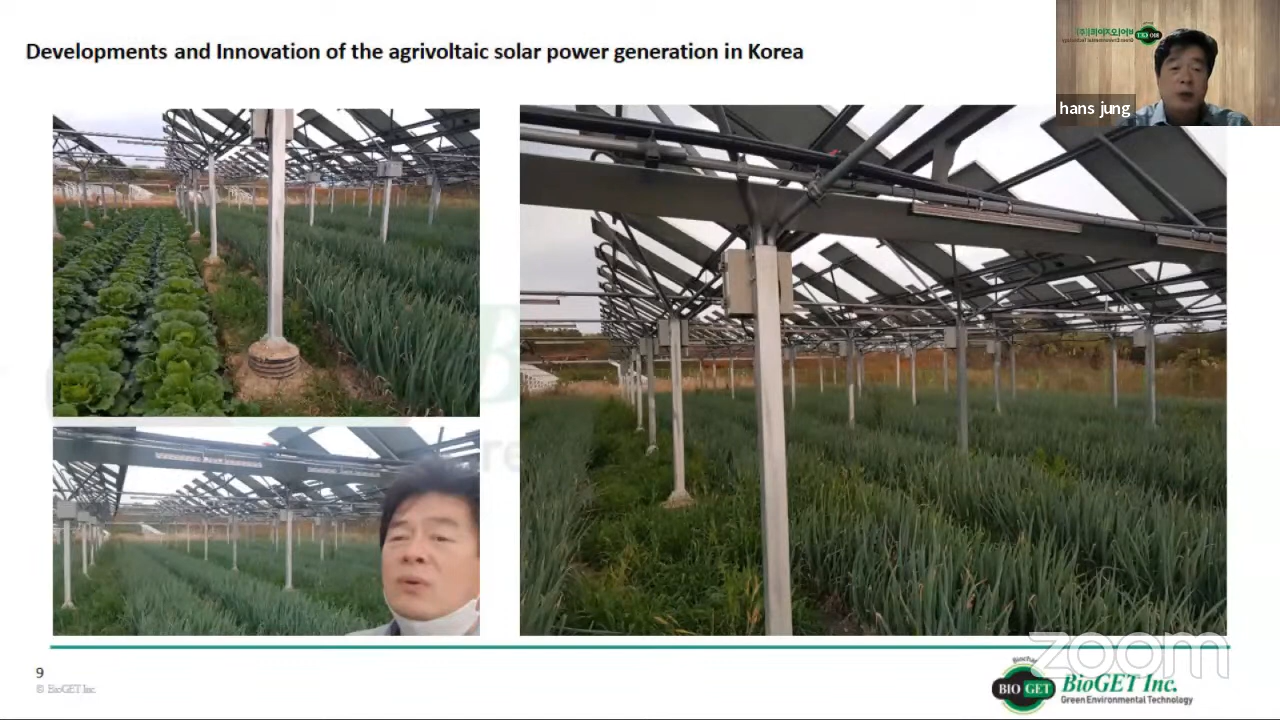 Developments and Innovation of the agrivoltaic solar power generation in Korea
hans jung
9
© BioGET Inc.
zoom
Biochar
BIO GET
BioGET Inc.
Green Environmental Technology